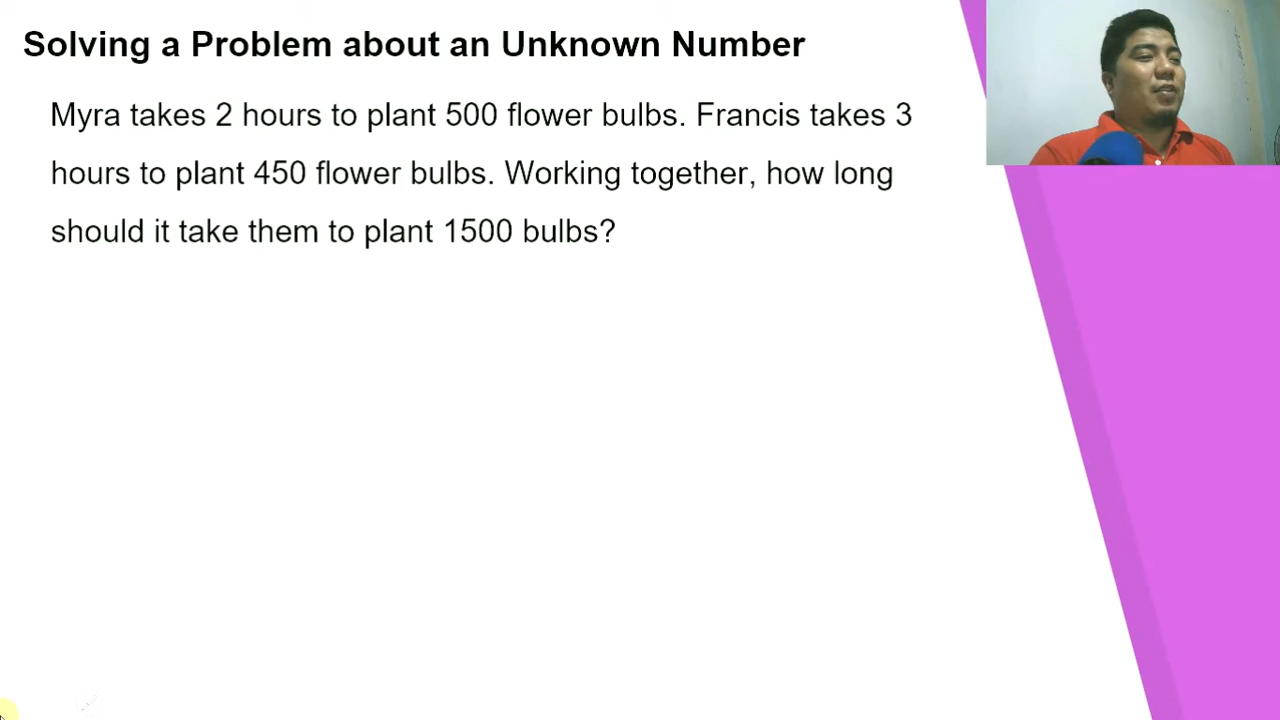 Solving a Problem about an Unknown Number
Myra takes 2 hours to plant 500 flower bulbs. Francis takes 3
hours to plant 450 flower bulbs. Working together, how long
should it take them to plant 1500 bulbs?